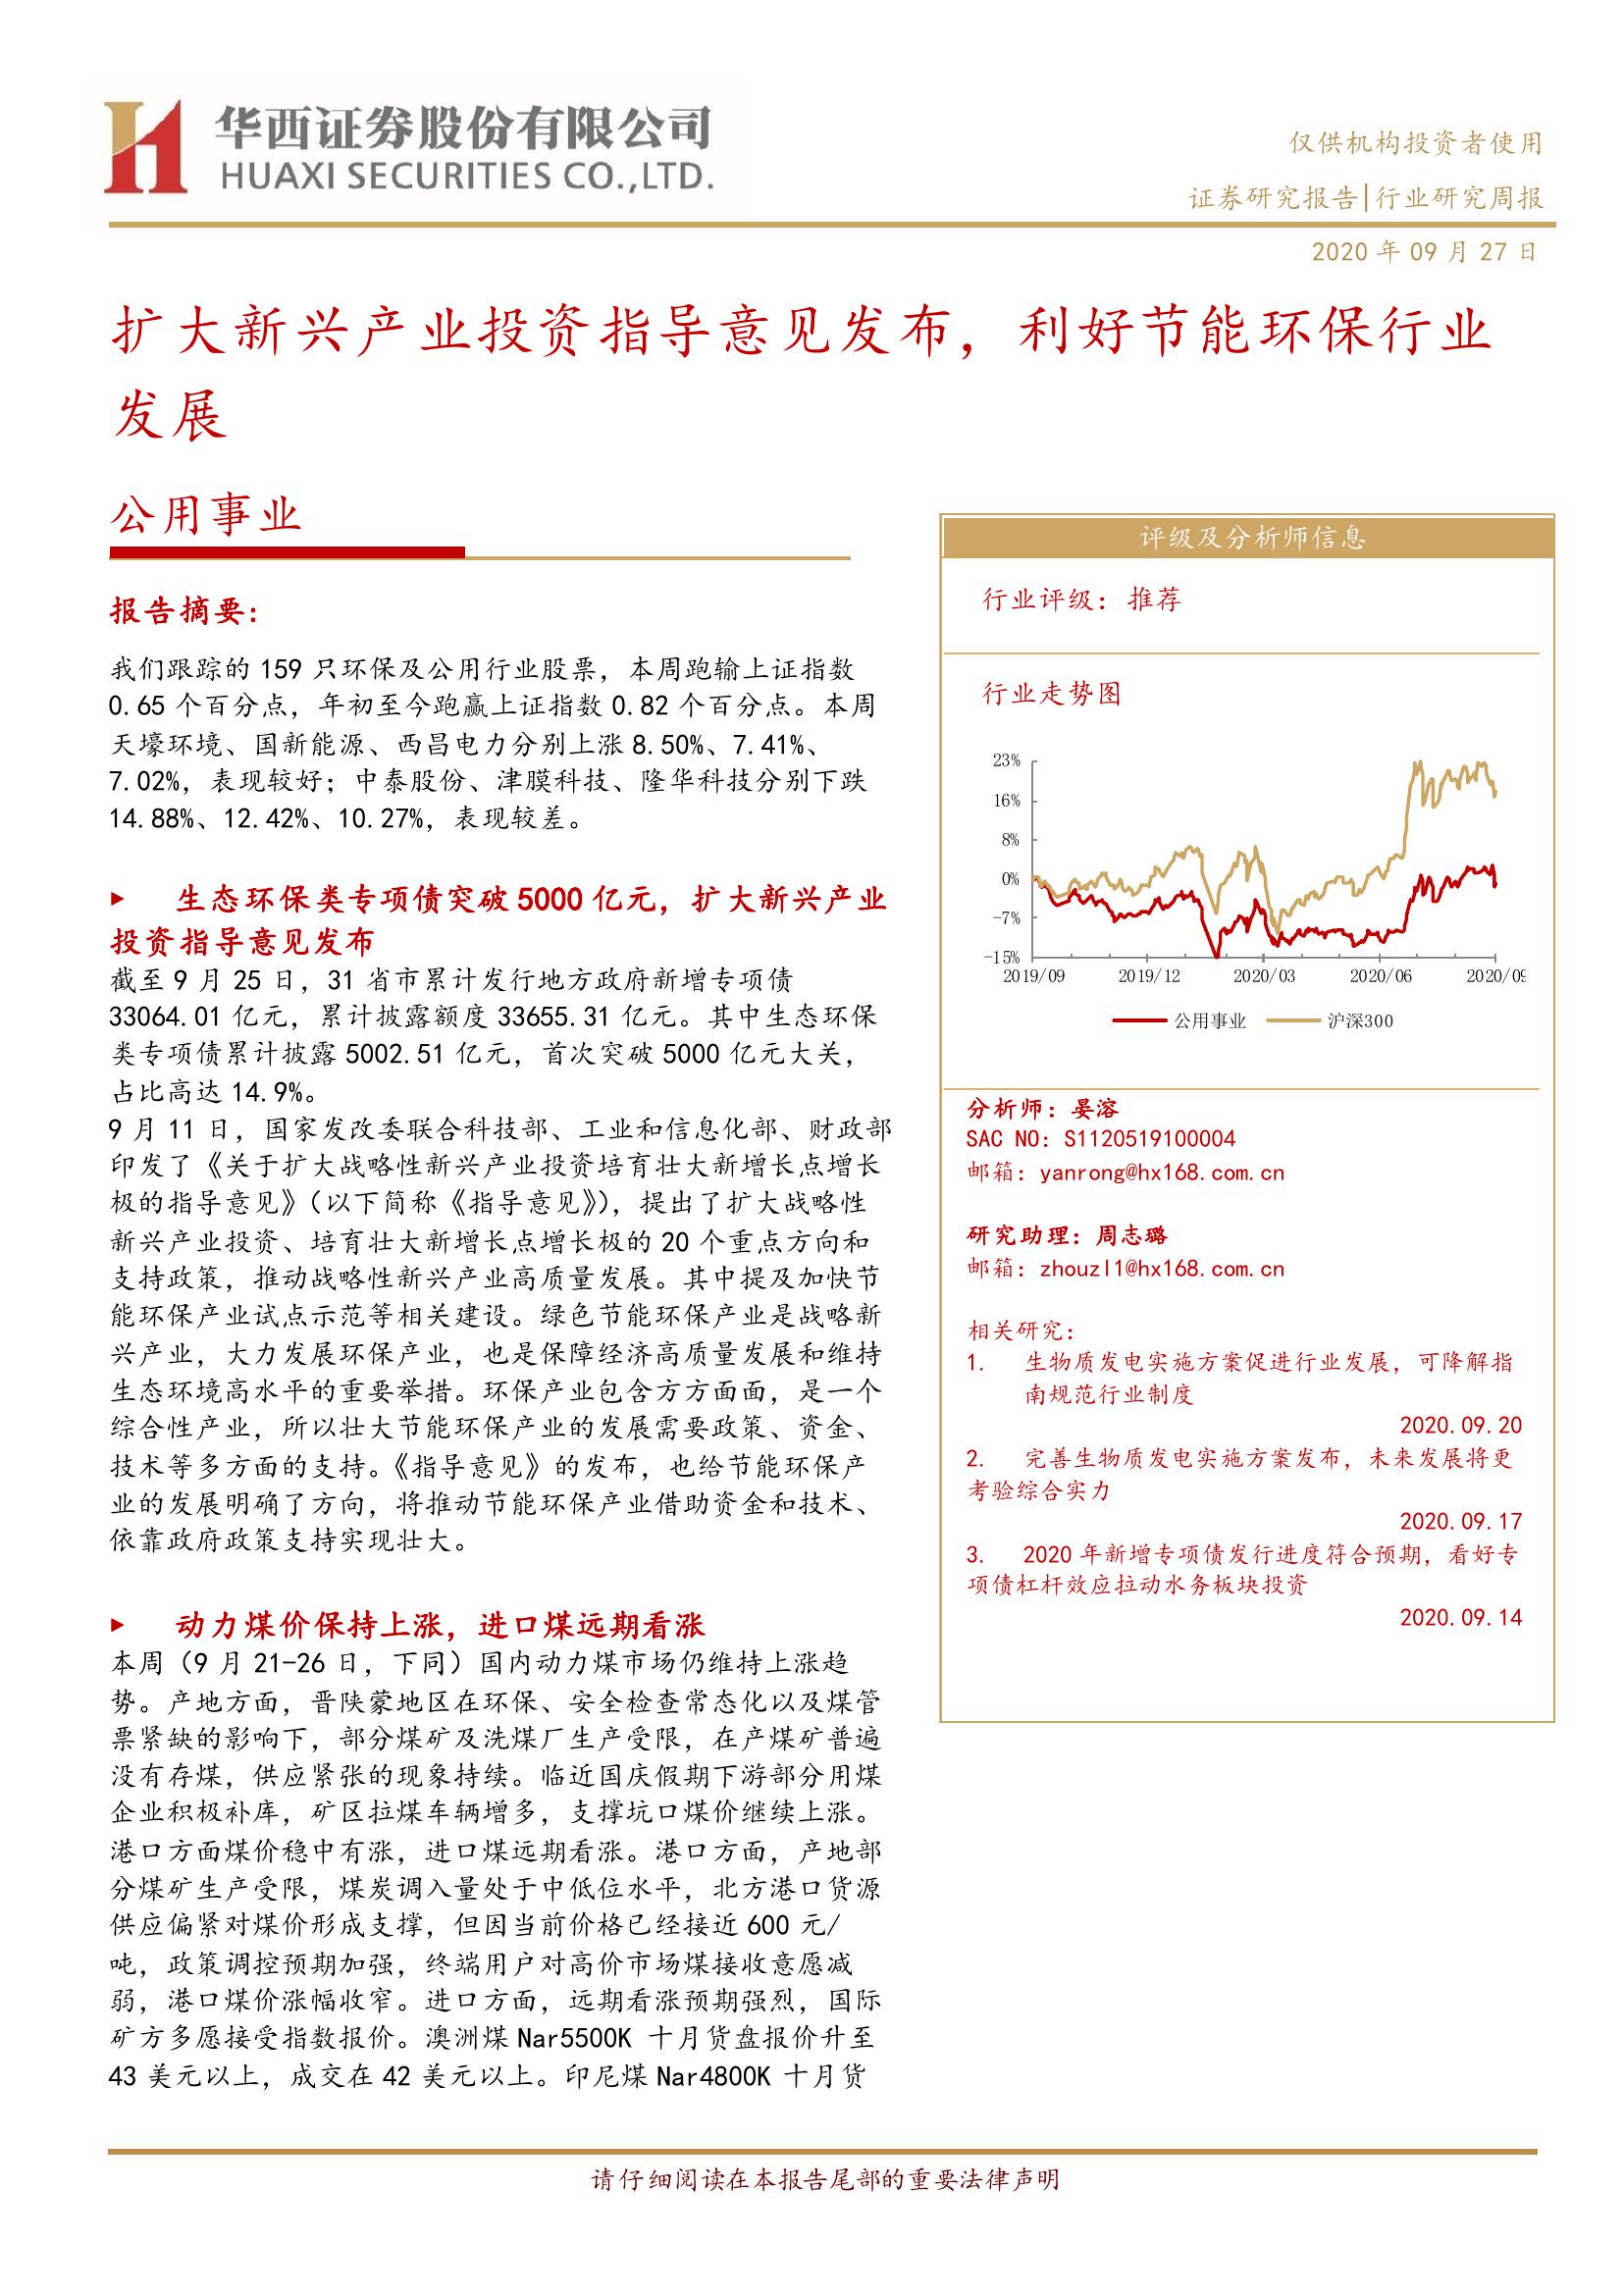 华西证券股份有限公司
HUAXI SECURITIES CO.,LTD.
仅供机构投资者使用
证券研究报告|行业研究周报
2020 年 09 月 27 日
扩大新兴产业投资指导意见发布，利好节能环保行业
发展
公用事业
报告摘要：
我们跟踪的 159 只环保及公用行业股票，本周跑输上证指数
0.65 个百分点，年初至今跑赢上证指数 0.82 个百分点。本周
天壕环境、国新能源、西昌电力分别上涨 8.50%、7.41%、
7.02%，表现较好；中泰股份、津膜科技、隆华科技分别下跌
14.88%、12.42%、10.27%，表现较差。
▶ 生态环保类专项债突破 5000 亿元，扩大新兴产业
投资指导意见发布
截至 9 月 25 日，31 省市累计发行地方政府新增专项债
33064.01 亿元，累计披露额度 33655.31 亿元。其中生态环保
类专项债累计披露 5002.51 亿元，首次突破 5000 亿元大关，
占比高达 14.9%。
9 月 11 日，国家发改委联合科技部、工业和信息化部、财政部
印发了《关于扩大战略性新兴产业投资培育壮大新增长点增长
极的指导意见》（以下简称《指导意见》），提出了扩大战略性
新兴产业投资、培育壮大新增长点增长极的 20 个重点方向和
支持政策，推动战略性新兴产业高质量发展。其中提及加快节
能环保产业试点示范等相关建设。绿色节能环保产业是战略新
兴产业，大力发展环保产业，也是保障经济高质量发展和维持
生态环境高水平的重要举措。环保产业包含方方面面，是一个
综合性产业，所以壮大节能环保产业的发展需要政策、资金、
技术等多方面的支持。《指导意见》的发布，也给节能环保产
业的发展明确了方向，将推动节能环保产业借助资金和技术、
依靠政府政策支持实现壮大。
▶ 动力煤价保持上涨，进口煤远期看涨
本周（9 月 21-26 日，下同）国内动力煤市场仍维持上涨趋
势。产地方面，晋陕蒙地区在环保、安全检查常态化以及煤管
票紧缺的影响下，部分煤矿及洗煤厂生产受限，在产煤矿普遍
没有存煤，供应紧张的现象持续。临近国庆假期下游部分用煤
企业积极补库，矿区拉煤车辆增多，支撑坑口煤价继续上涨。
港口方面煤价稳中有涨，进口煤远期看涨。港口方面，产地部
分煤矿生产受限，煤炭调入量处于中低位水平，北方港口货源
供应偏紧对煤价形成支撑，但因当前价格已经接近 600 元/
吨，政策调控预期加强，终端用户对高价市场煤接收意愿减
弱，港口煤价涨幅收窄。进口方面，远期看涨预期强烈，国际
矿方多愿接受指数报价。澳洲煤 Nar5500K 十月货盘报价升至
43 美元以上，成交在 42 美元以上。印尼煤 Nar4800K 十月货
评级及分析师信息
行业评级：推荐
行业走势图
23%
16%
8%
0%
-7%
-15%
2019/09 2019/12 2020/03 2020/06 2020/09
公用事业 沪深300
分析师：晏溶
SAC NO：S1120519100004
邮箱：yanrong@hx168.com.cn
研究助理：周志璐
邮箱：zhouzl1@hx168.com.cn
相关研究：
1. 生物质发电实施方案促进行业发展，可降解指
南规范行业制度
2020.09.20
2. 完善生物质发电实施方案发布，未来发展将更
考验综合实力
2020.09.17
3. 2020 年新增专项债发行进度符合预期，看好专
项债杠杆效应拉动水务板块投资
2020.09.14
请仔细阅读在本报告尾部的重要法律声明